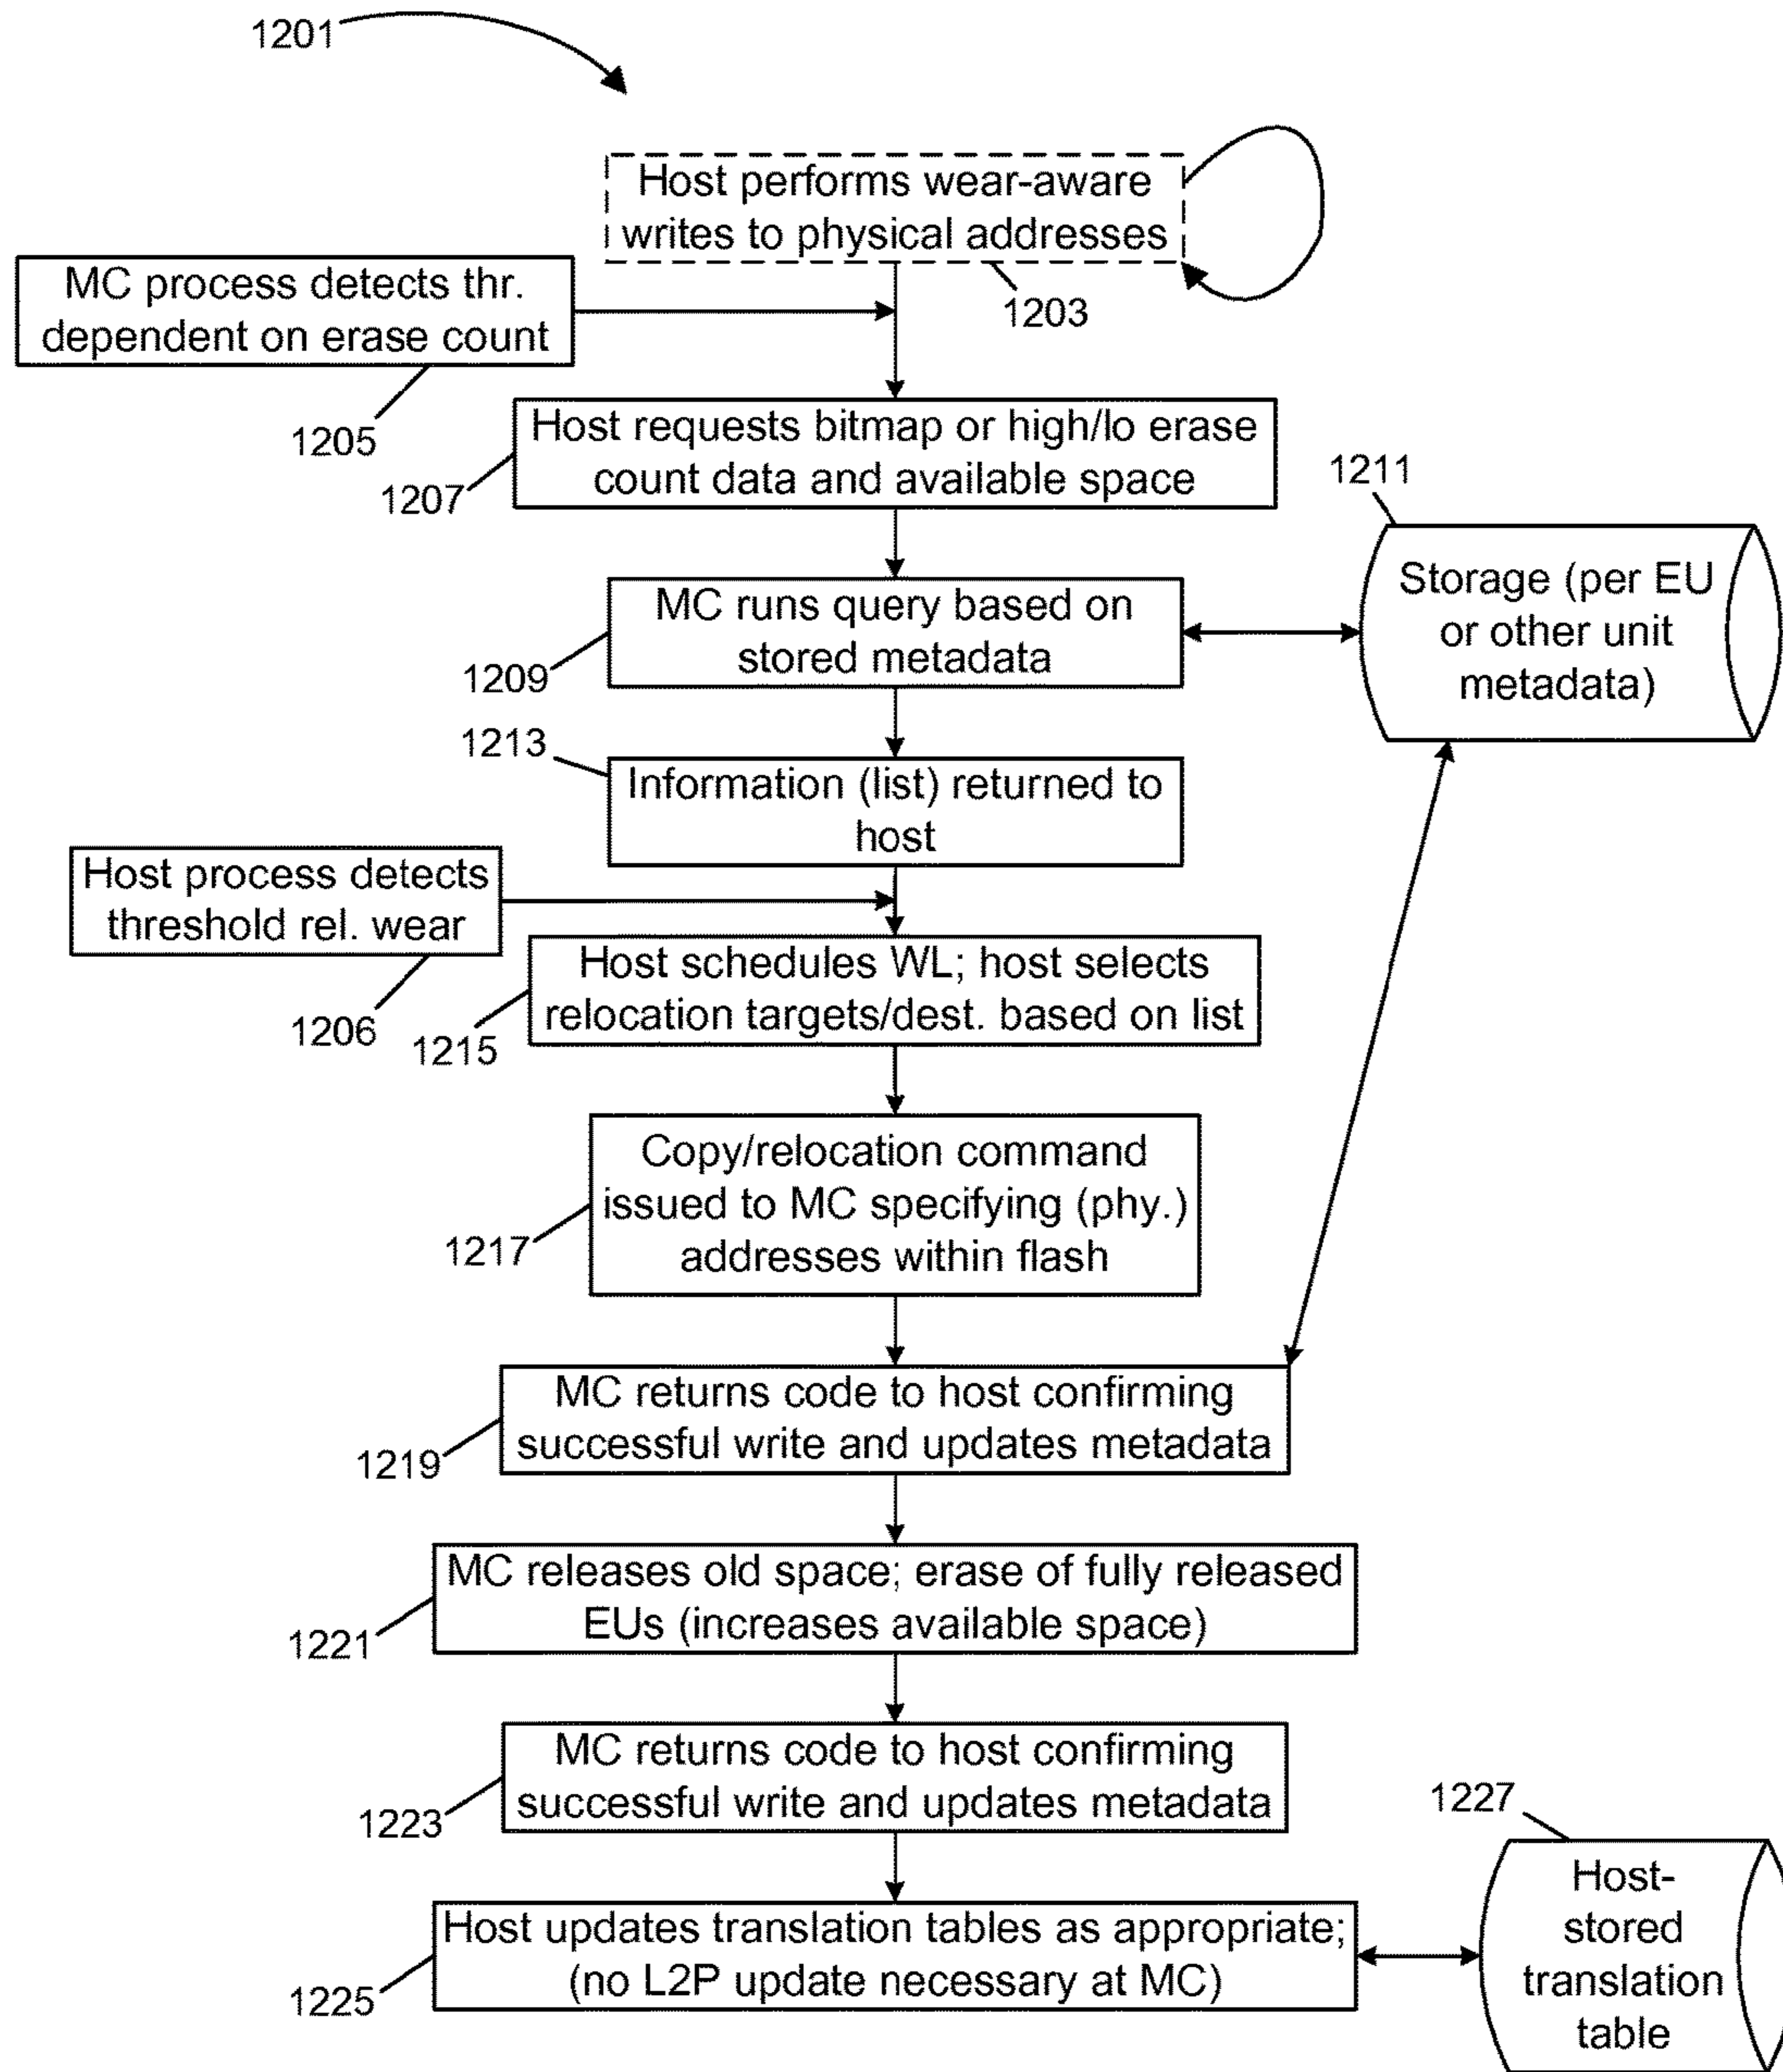 1201
Host performs wear-aware
writes to physical addresses
1203
MC process detects thr.
dependent on erase count
1205
Host requests bitmap or high/lo erase
count data and available space
1207
1211
Storage (per EU
or other unit
metadata)
MC runs query based on
stored metadata
1209
1213
Information (list) returned to
host
Host process detects
threshold rel. wear
1206
Host schedules WL; host selects
relocation targets/dest. based on list
1215
Copy/relocation command
issued to MC specifying (phy.)
addresses within flash
1217
MC returns code to host confirming
successful write and updates metadata
1219
MC releases old space; erase of fully released
EUs (increases available space)
1221
MC returns code to host confirming
successful write and updates metadata
1223
1227
Host-
stored
translation
table
Host updates translation tables as appropriate;
(no L2P update necessary at MC)
1225